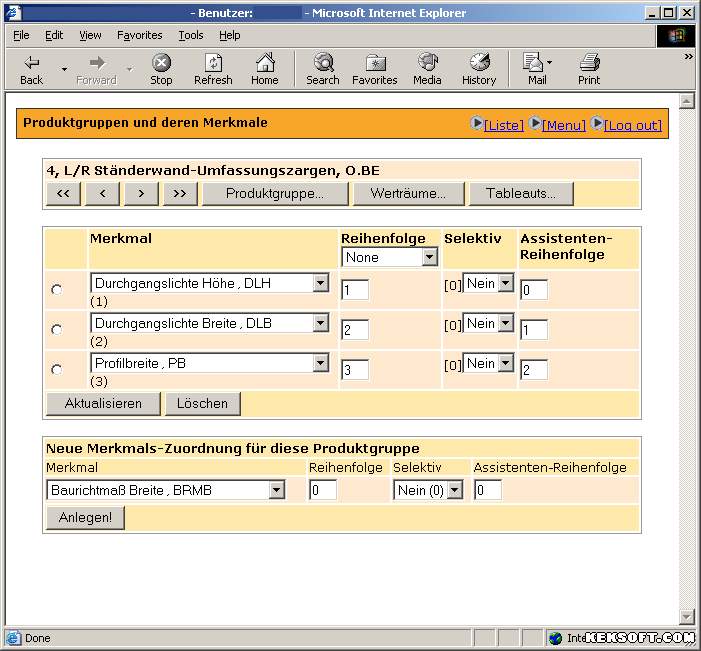 - Benutzer: - Microsoft Internet Explorer
File Edit View Favorites Tools Help
Back Forward Stop Refresh Home Search Favorites Media History Mail Print »
Produktgruppen und deren Merkmale [Liste] [Menu] [Log out]
4, L/R Ständerwand-Umfassungszargen, O.BE
<< < > >> Produktgruppe... Werträume... Tableauts...
Merkmal Reihenfolge Selektiv Assistenten-
None Reihenfolge
Durchgangslichte Höhe , DLH 1 [0] Nein 0
(1)
Durchgangslichte Breite , DLB 2 [0] Nein 1
(2)
Profilbreite , PB 3 [0] Nein 2
(3)
Aktualisieren Löschen
Neue Merkmals-Zuordnung für diese Produktgruppe
Merkmal Reihenfolge Selektiv Assistenten-Reihenfolge
Baurichtmaß Breite , BRMB 0 Nein (0) 0
Anlegen!
Done KEKSOFT.COM